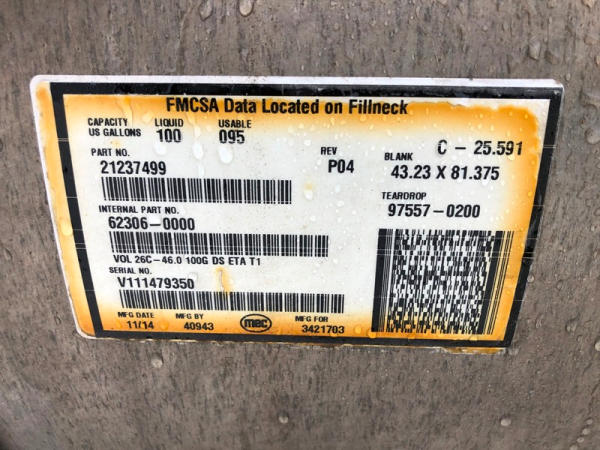 FMCSA Data Located on Fillneck
CAPACITY LIQUID USABLE
US GALLONS 100 095
C - 25.591
PART NO. REV BLANK
21237499 P04 43.23 X 81.375
TEARDROP
INTERNAL PART NO. 97557-0200
62306-0000
VOL 26C-46.0 100G DS ETA T1
SERIAL NO.
V111479350
MFG DATE MFG BY MFG FOR
11/14 40943 mec 3421703